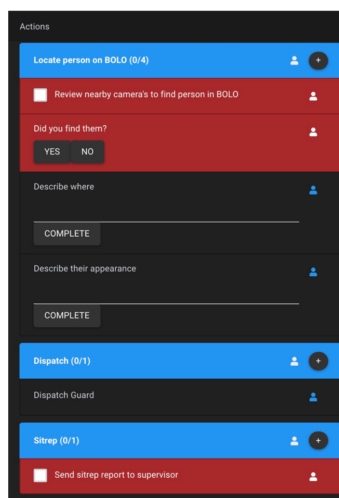 Actions
Locate person on BOLO (0/4)
+
Review nearby camera's to find person in BOLO
Did you find them?
YES NO
Describe where
COMPLETE
Describe their appearance
COMPLETE
Dispatch (0/1)
+
Dispatch Guard
Sitrep (0/1)
+
Send sitrep report to supervisor